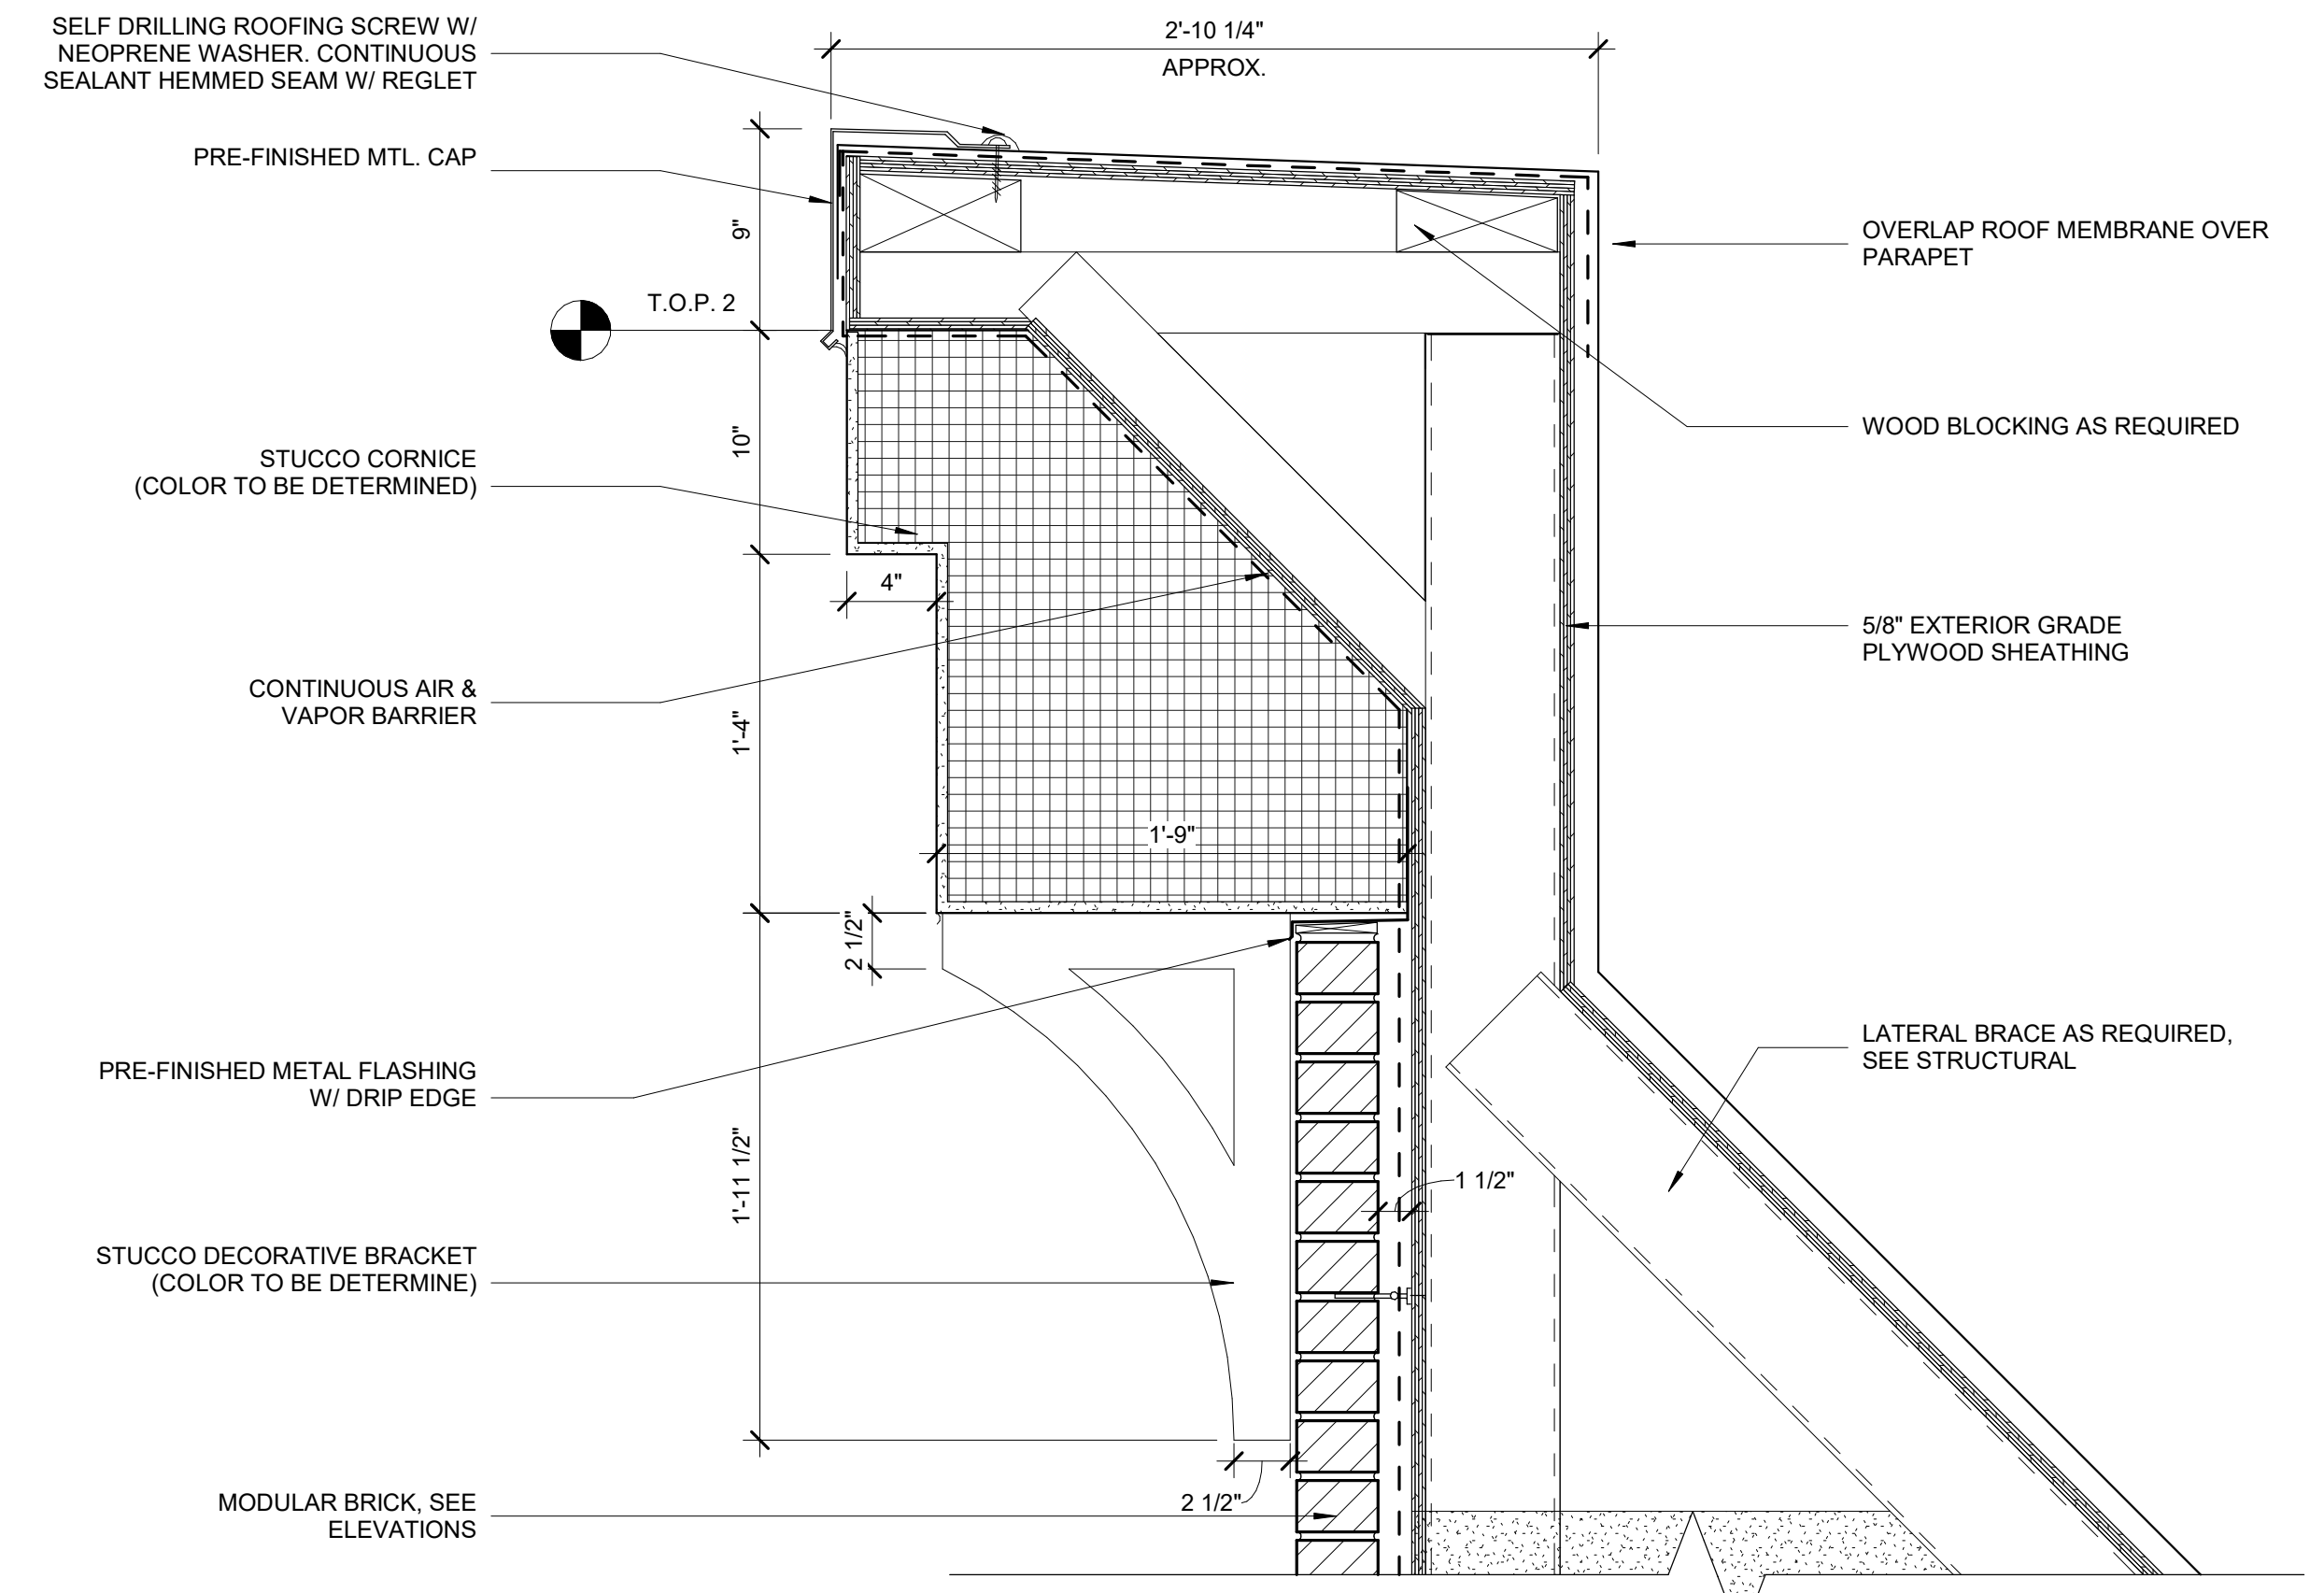 SELF DRILLING ROOFING SCREW W/
NEOPRENE WASHER. CONTINUOUS
SEALANT HEMMED SEAM W/ REGLET
PRE-FINISHED MTL. CAP
STUCCO CORNICE
(COLOR TO BE DETERMINED)
CONTINUOUS AIR &
VAPOR BARRIER
PRE-FINISHED METAL FLASHING
W/ DRIP EDGE
STUCCO DECORATIVE BRACKET
(COLOR TO BE DETERMINE)
MODULAR BRICK, SEE
ELEVATIONS
2'-10 1/4"
APPROX.
9"
T.O.P. 2
10"
4"
1'-4"
1'-9"
2 1/2"
1'-11 1/2"
1 1/2"
2 1/2"
OVERLAP ROOF MEMBRANE OVER
PARAPET
WOOD BLOCKING AS REQUIRED
5/8" EXTERIOR GRADE
PLYWOOD SHEATHING
LATERAL BRACE AS REQUIRED,
SEE STRUCTURAL